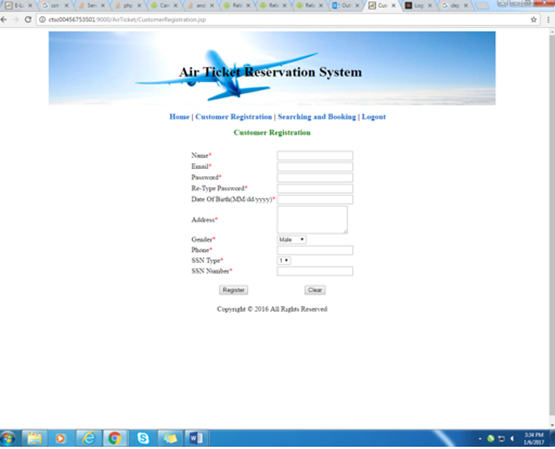 ctsc00456753501:9000/AirTicket/CustomerRegistration.jsp
Air Ticket Reservation System
Home | Customer Registration | Searching and Booking | Logout
Customer Registration
Name*
Email*
Password*
Re-Type Password*
Date Of Birth(MM/dd/yyyy)*
Address*
Gender* Male
Phone*
SSN Type* 1
SSN Number*
Register Clear
Copyright © 2016 All Rights Reserved
3:34 PM
1/6/2017